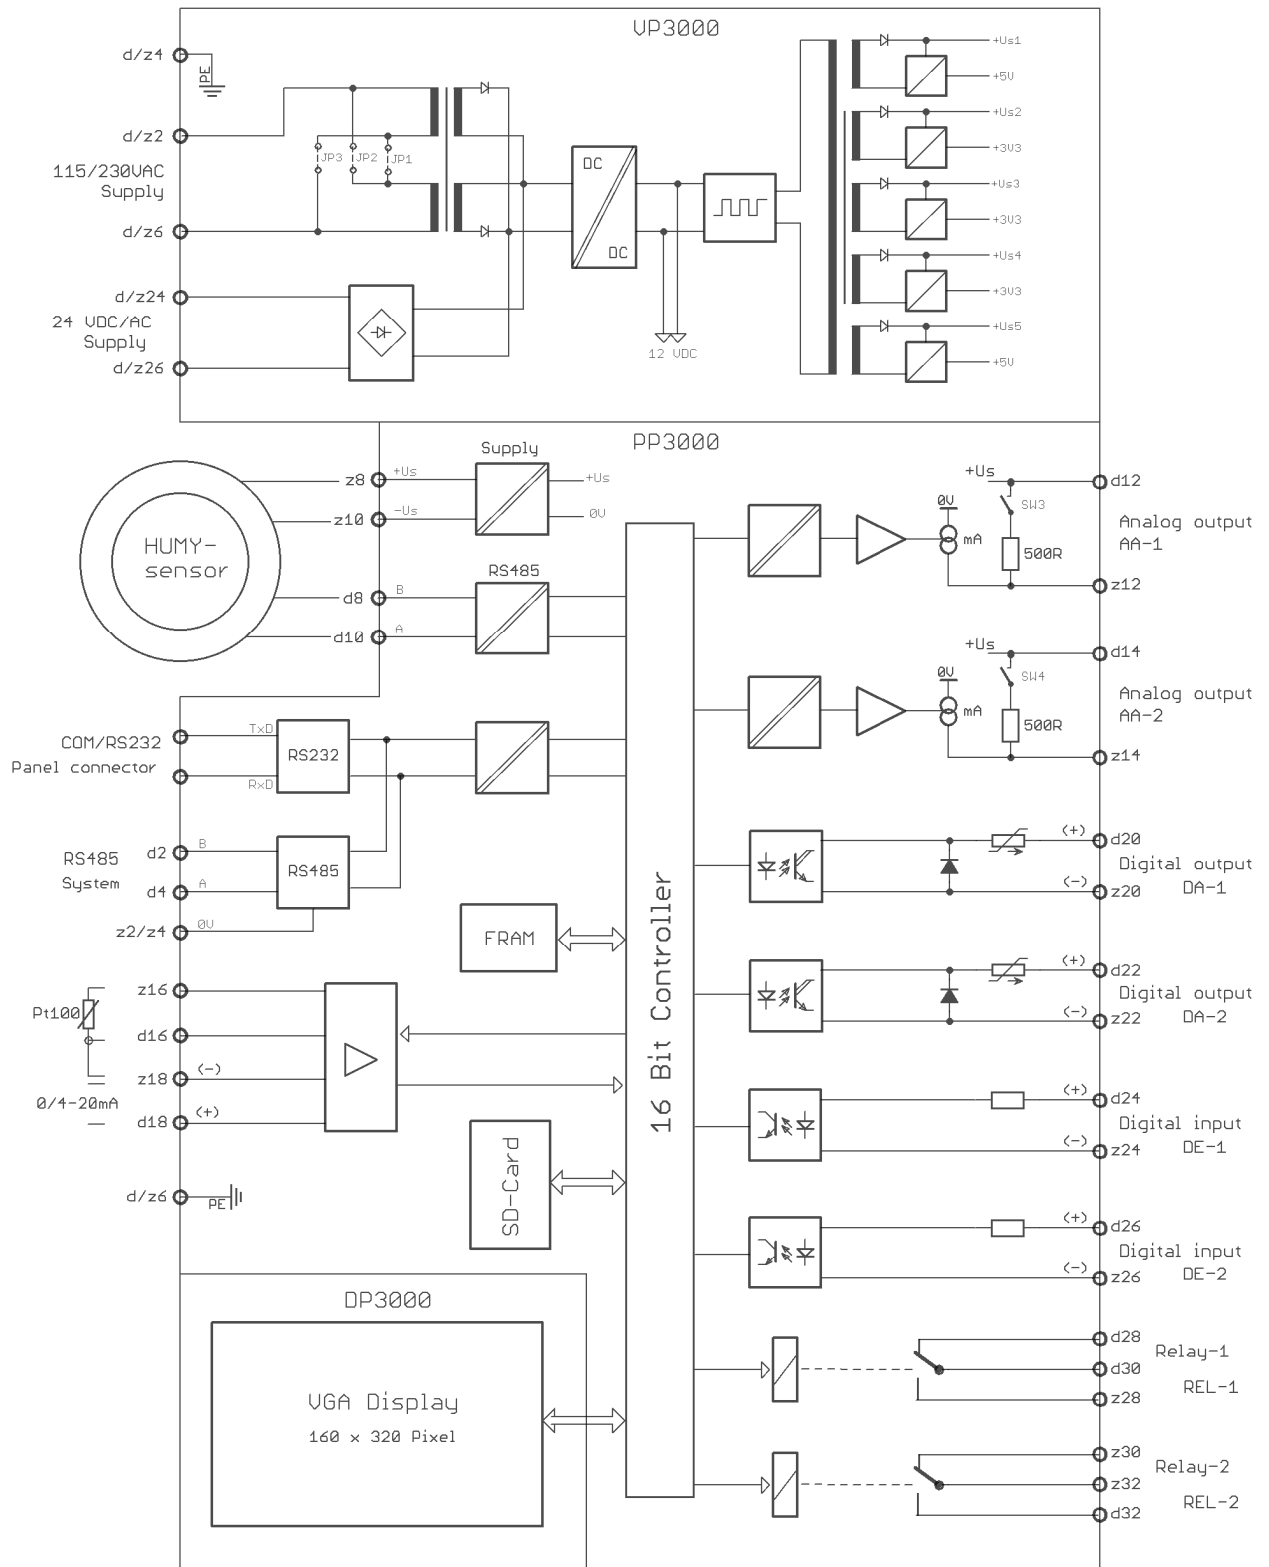 VP3000
d/z4
PE
d/z2
115/230VAC
Supply
d/z6
JP3
JP2
JP1
d/z24
24 VDC/AC
Supply
d/z26
DC
DC
12 VDC
+Us1
+5V
+Us2
+3V3
+Us3
+3V3
+Us4
+3V3
+Us5
+5V
PP3000
HUMY-
sensor
z8
+Us
z10
-Us
d8
B
d10
A
Supply
+Us
0V
RS485
COM/RS232
Panel connector
TxD
RxD
RS232
RS485
System
d2
B
d4
A
z2/z4
0V
RS485
FRAM
Pt100
z16
d16
z18
(-)
0/4-20mA
d18
(+)
d/z6
PE
SD-Card
16 Bit Controller
DP3000
VGA Display
160 x 320 Pixel
+Us
0V
mA
SW3
500R
d12
Analog output
AA-1
z12
+Us
0V
mA
SW4
500R
d14
Analog output
AA-2
z14
(+)
d20
Digital output
DA-1
(-)
z20
(+)
d22
Digital output
DA-2
(-)
z22
(+)
d24
Digital input
DE-1
(-)
z24
(+)
d26
Digital input
DE-2
(-)
z26
d28
Relay-1
d30
REL-1
z28
z30
Relay-2
z32
REL-2
d32